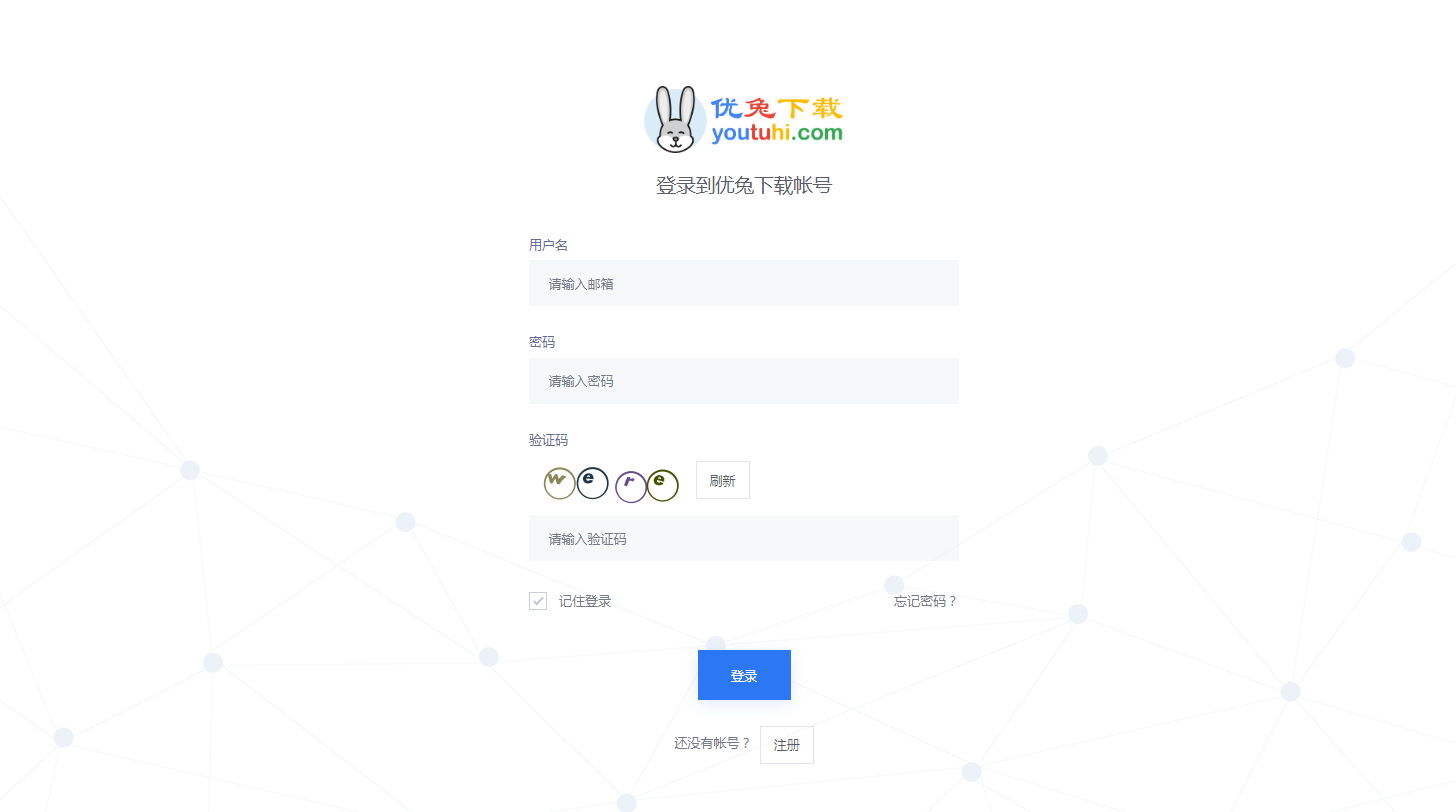 优兔下载
youtuhi.com
登录到优兔下载帐号
用户名
请输入邮箱
密码
请输入密码
验证码
w e r e 刷新
请输入验证码
记住登录 忘记密码？
登录
还没有帐号？ 注册